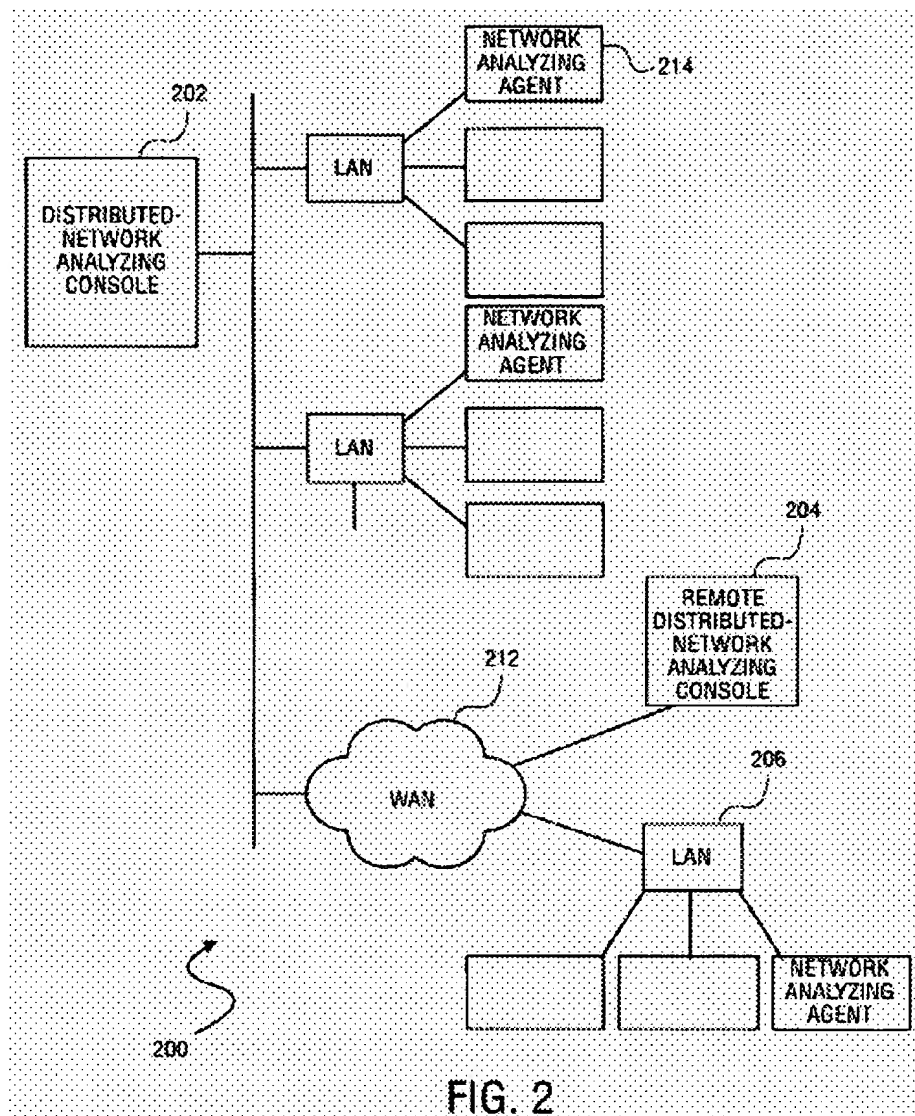 NETWORK
ANALYZING
AGENT
214
202
LAN
DISTRIBUTED-
NETWORK
ANALYZING
CONSOLE
NETWORK
ANALYZING
AGENT
LAN
204
REMOTE
DISTRIBUTED-
NETWORK
ANALYZING
CONSOLE
212
WAN
206
LAN
NETWORK
ANALYZING
AGENT
200
FIG. 2